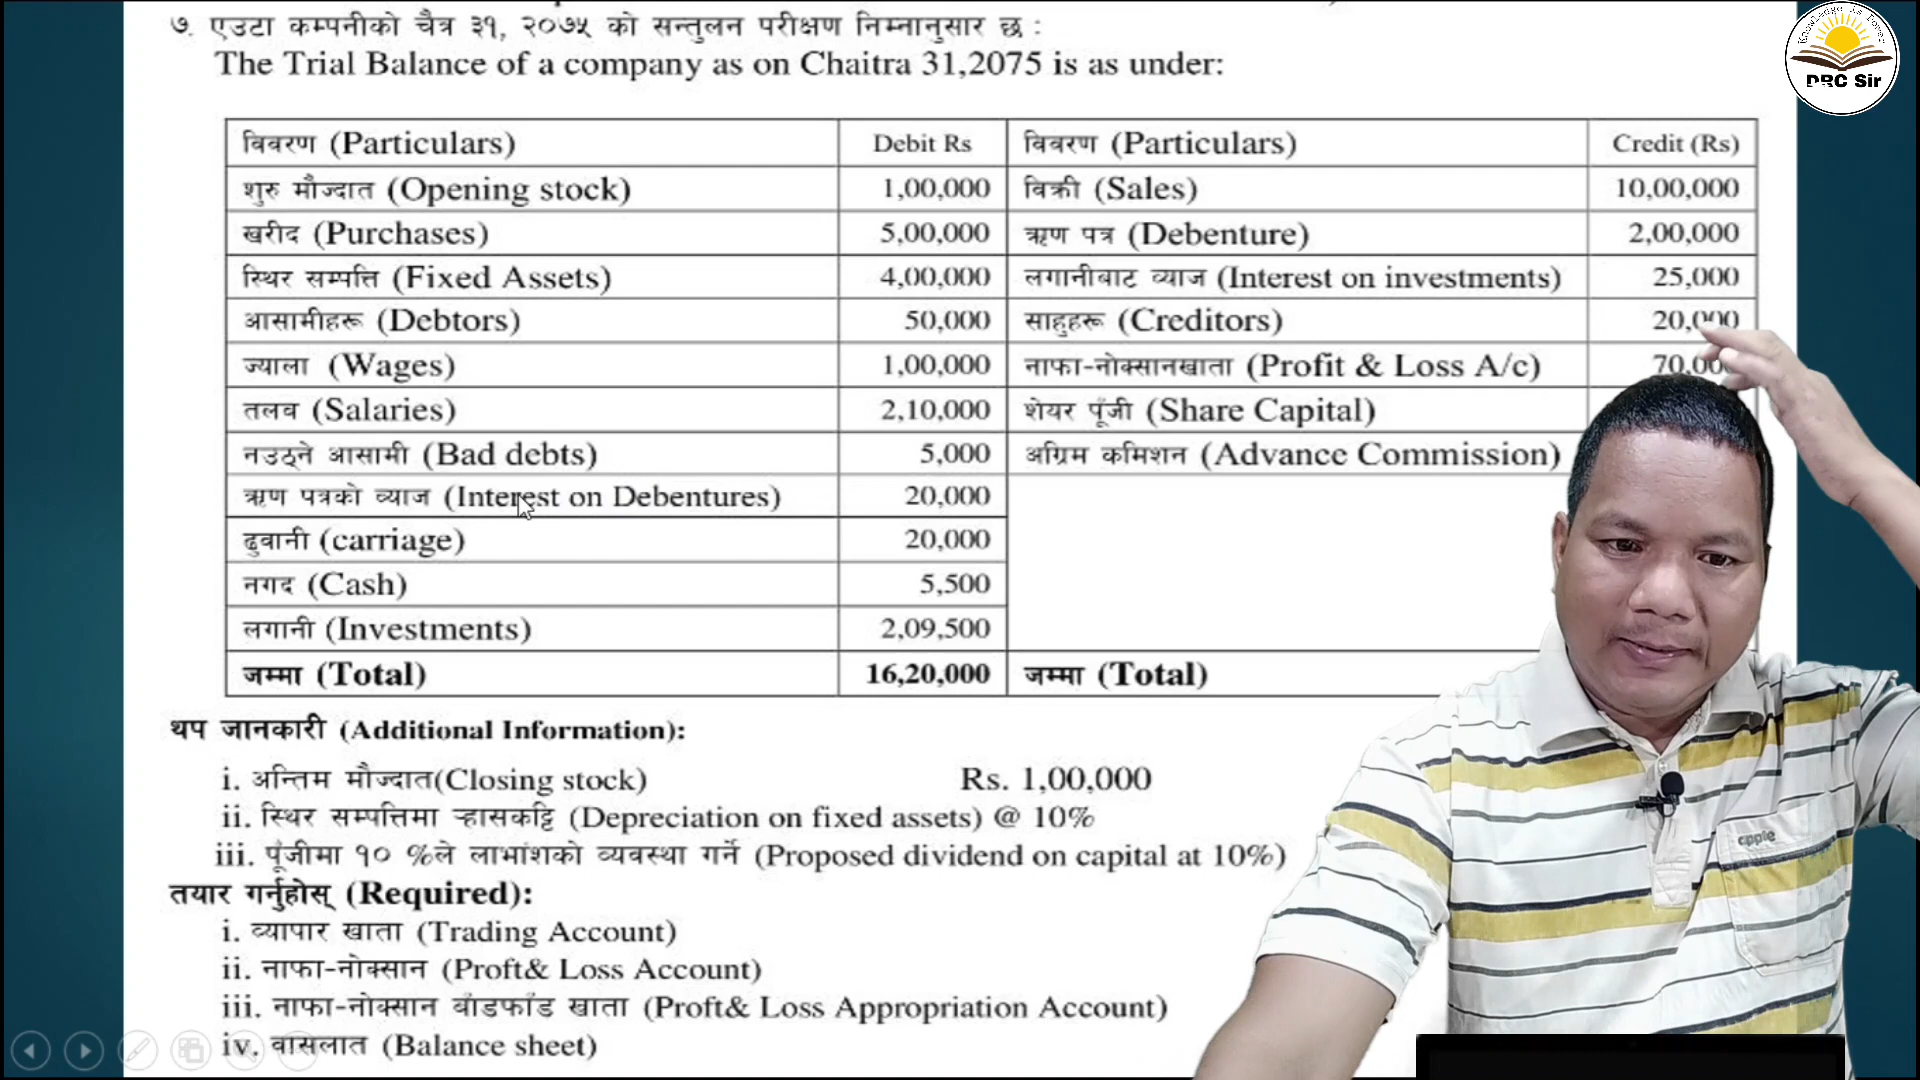 ७. एउटा कम्पनीको चैत्र ३१, २०७५ को सन्तुलन परीक्षण निम्नानुसार छ :
The Trial Balance of a company as on Chaitra 31,2075 is as under:
विवरण (Particulars) Debit Rs विवरण (Particulars) Credit (Rs)
शुरु मौज्दात (Opening stock) 1,00,000 विक्री (Sales) 10,00,000
खरीद (Purchases) 5,00,000 ऋण पत्र (Debenture) 2,00,000
स्थिर सम्पत्ति (Fixed Assets) 4,00,000 लगानीबाट व्याज (Interest on investments) 25,000
आसामीहरू (Debtors) 50,000 साहुहरू (Creditors) 20,000
ज्याला (Wages) 1,00,000 नाफा-नोक्सानखाता (Profit & Loss A/c)
तलव (Salaries) 2,10,000 शेयर पूँजी (Share Capital)
नउठ्ने आसामी (Bad debts) 5,000 अग्रिम कमिशन (Advance Commission)
ऋण पत्रको व्याज (Interest on Debentures) 20,000
ढुवानी (carriage) 20,000
नगद (Cash) 5,500
लगानी (Investments) 2,09,500
जम्मा (Total) 16,20,000 जम्मा (Total)
थप जानकारी (Additional Information):
i. अन्तिम मौज्दात(Closing stock) Rs. 1,00,000
ii. स्थिर सम्पत्तिमा ऱ्हासकट्टि (Depreciation on fixed assets) @ 10%
iii. पूंजीमा १० %ले लाभांशको व्यवस्था गर्ने (Proposed dividend on capital at 10%)
तयार गर्नुहोस् (Required):
i. व्यापार खाता (Trading Account)
ii. नाफा-नोक्सान (Proft& Loss Account)
iii. नाफा-नोक्सान बाँडफाँड खाता (Proft& Loss Appropriation Account)
iv. वासलात (Balance sheet)
Knowledge is Power
DRC Sir
apple